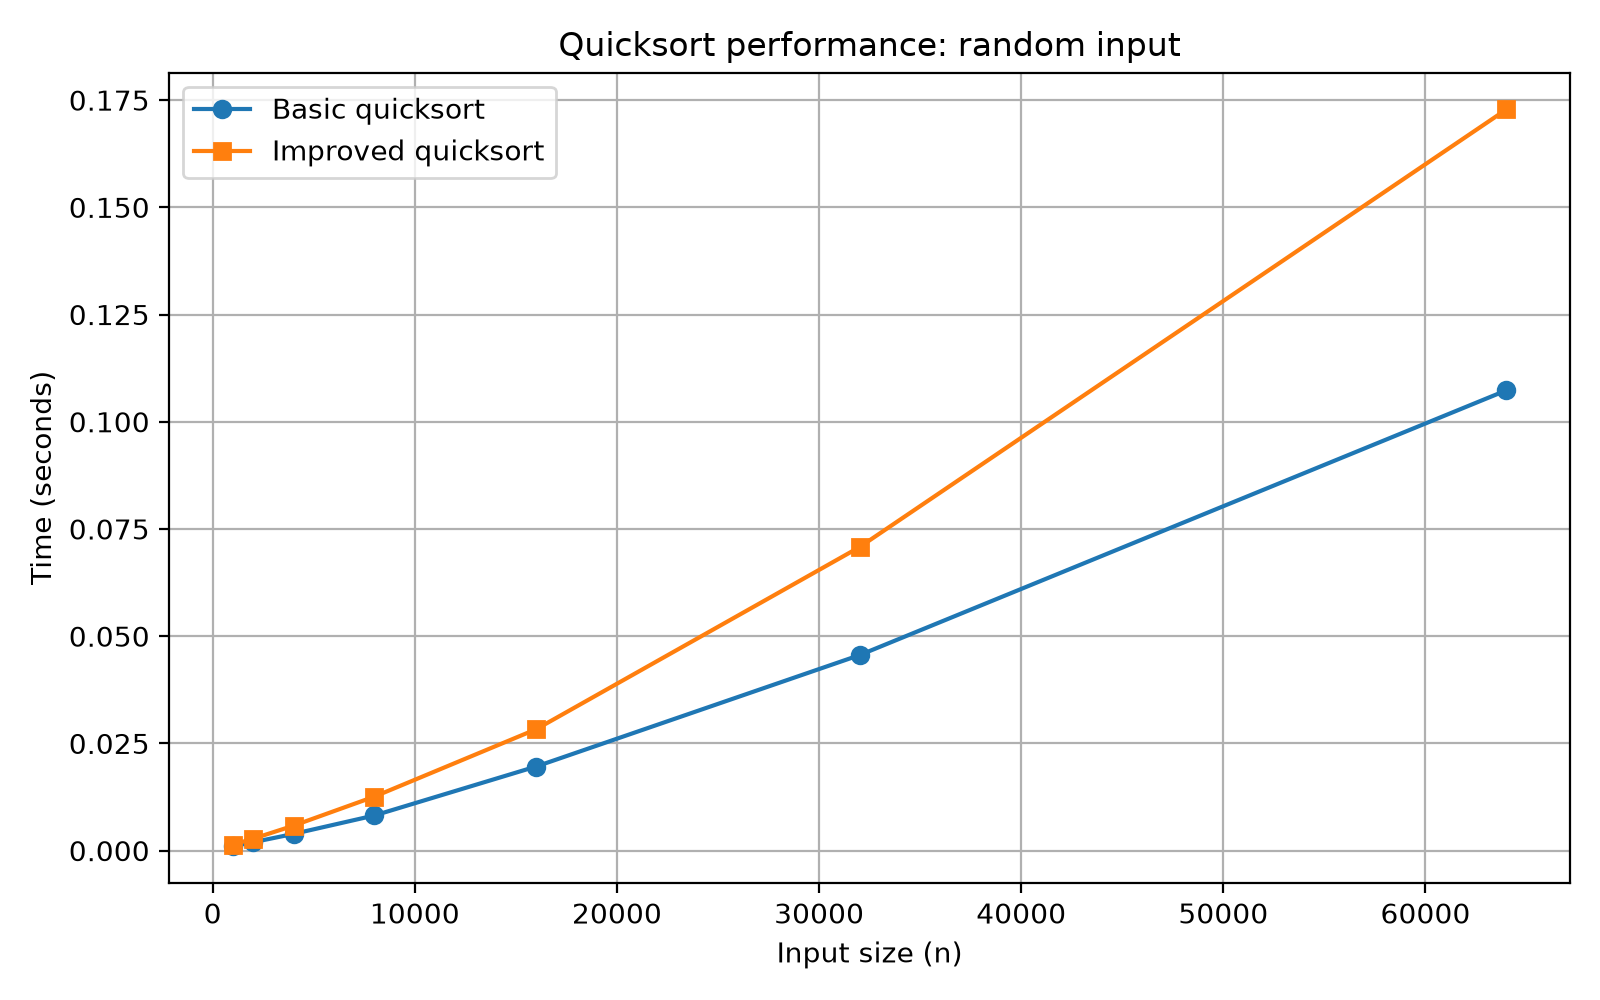 Quicksort performance: random input
Basic quicksort
Improved quicksort
0.175
0.150
0.125
0.100
0.075
0.050
0.025
0.000
Time (seconds)
0 10000 20000 30000 40000 50000 60000
Input size (n)